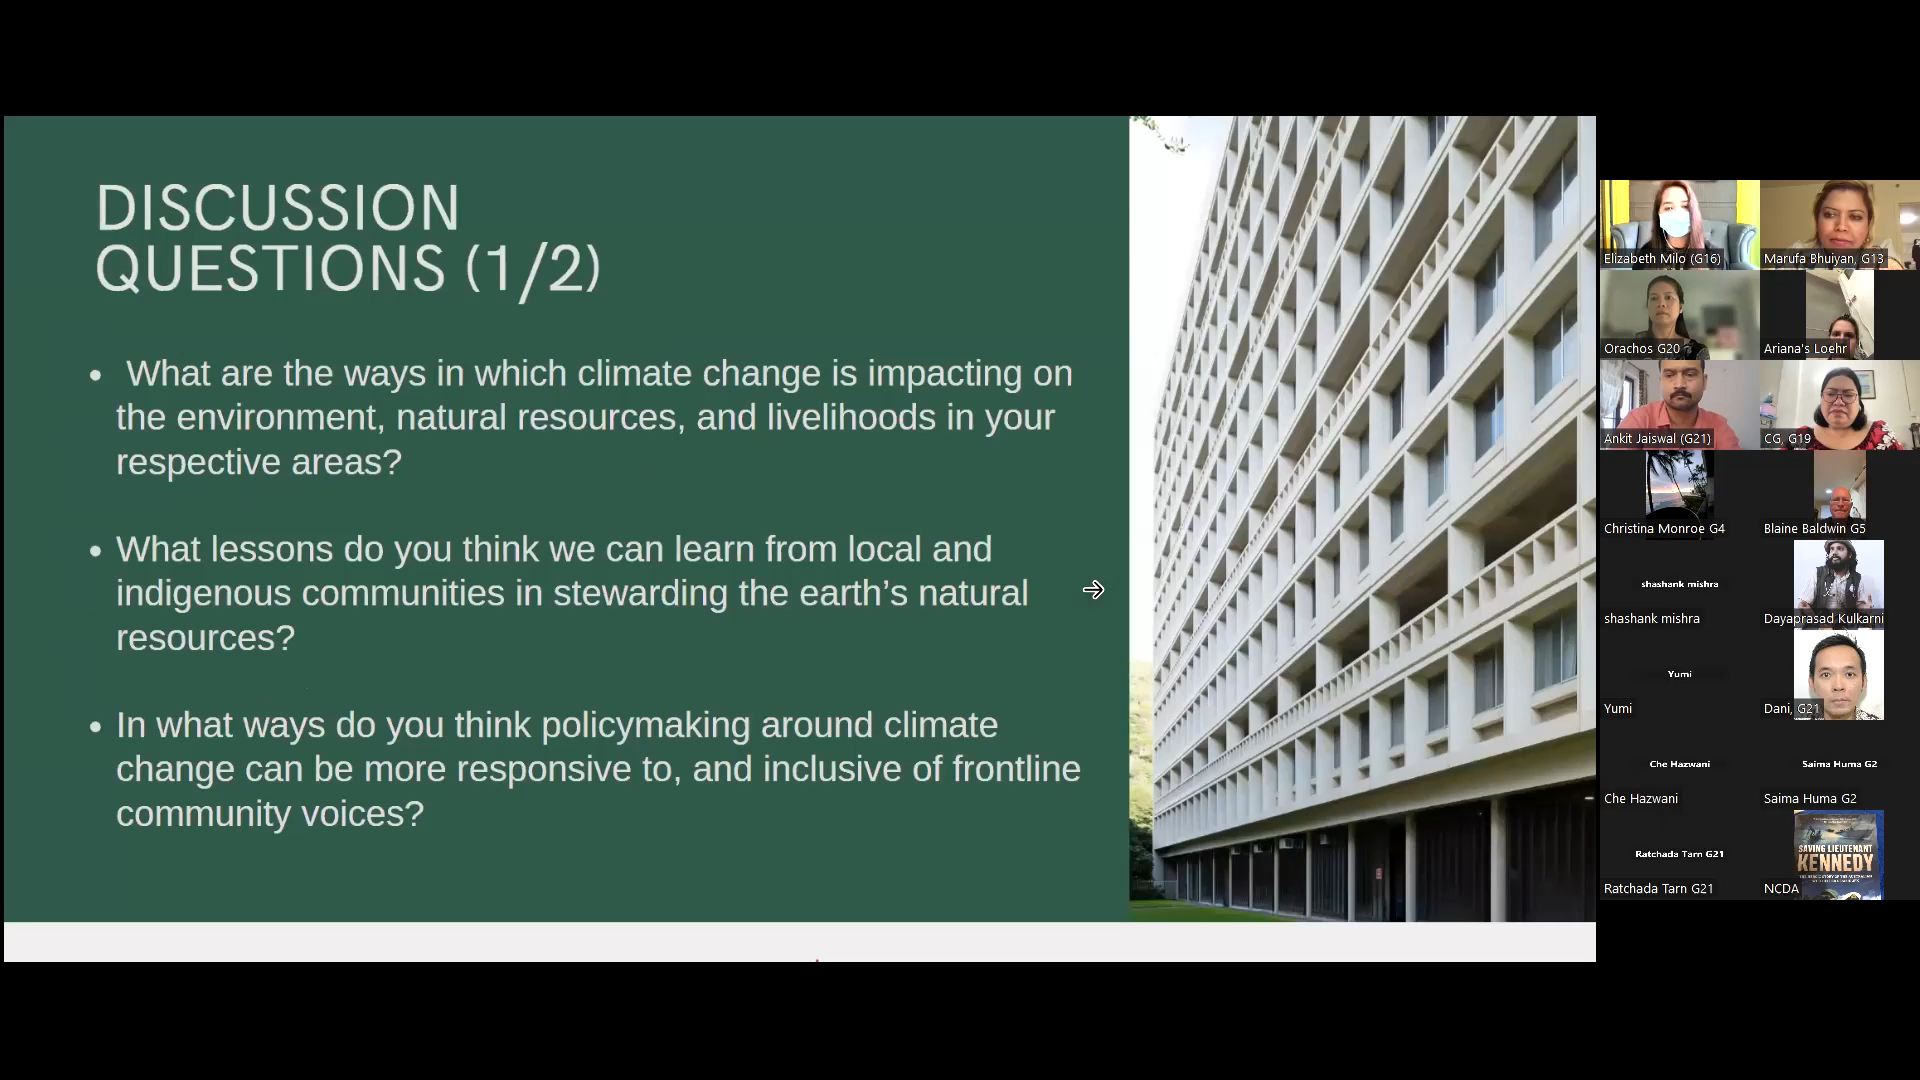 DISCUSSION
QUESTIONS (1/2)
• What are the ways in which climate change is impacting on
the environment, natural resources, and livelihoods in your
respective areas?
• What lessons do you think we can learn from local and
indigenous communities in stewarding the earth’s natural
resources?
• In what ways do you think policymaking around climate
change can be more responsive to, and inclusive of frontline
community voices?
Elizabeth Milo (G16)
Marufa Bhuiyan, G13
Orachos G20
Ariana's Loehr
Ankit Jaiswal (G21)
CG, G19
Christina Monroe G4
Blaine Baldwin G5
shashank mishra
shashank mishra
Dayaprasad Kulkarni
Yumi
Yumi
Dani, G21
Che Hazwani
Saima Huma G2
Che Hazwani
Saima Huma G2
Ratchada Tarn G21
SAVING LIEUTENANT
KENNEDY
Ratchada Tarn G21
NCDA